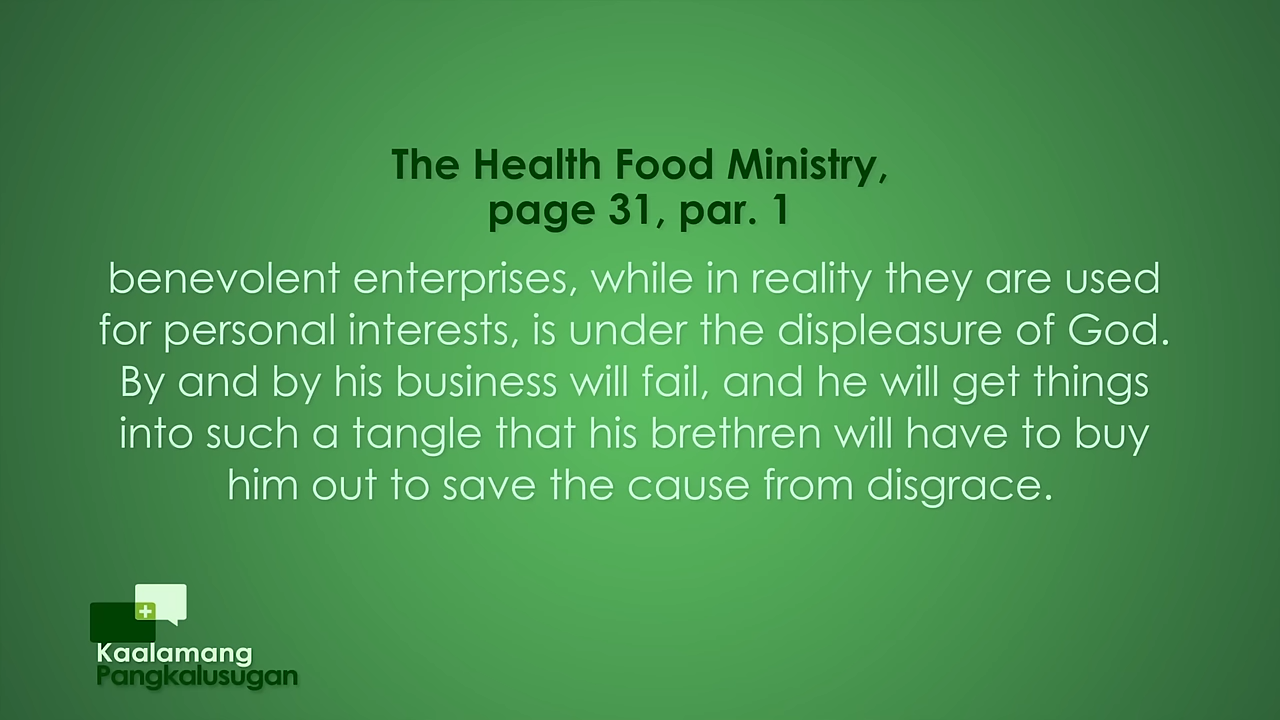 The Health Food Ministry,
page 31, par. 1
benevolent enterprises, while in reality they are used
for personal interests, is under the displeasure of God.
By and by his business will fail, and he will get things
into such a tangle that his brethren will have to buy
him out to save the cause from disgrace.
Kaalamang
Pangkalusugan